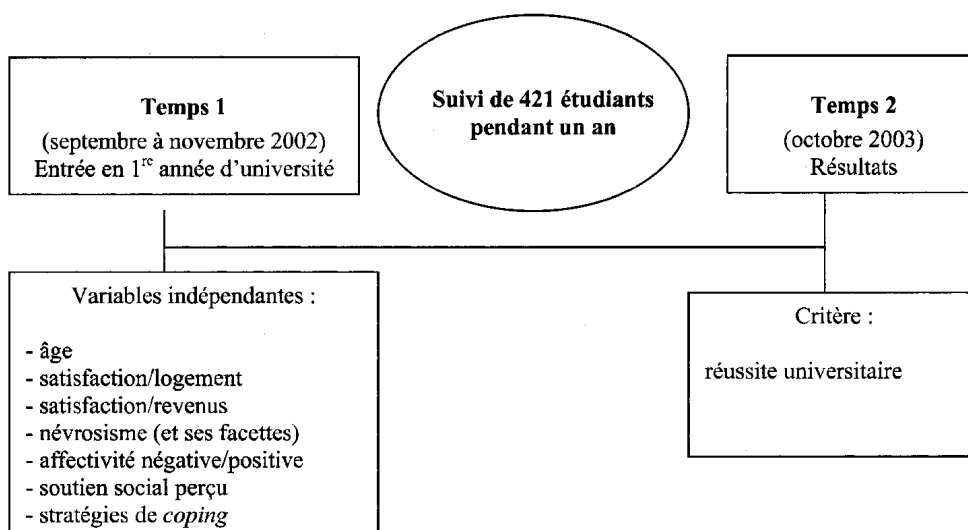 Temps 1
(septembre à novembre 2002)
Entrée en 1re année d'université
Suivi de 421 étudiants
pendant un an
Temps 2
(octobre 2003)
Résultats
Variables indépendantes :
- âge
- satisfaction/logement
- satisfaction/revenus
- névrosisme (et ses facettes)
- affectivité négative/positive
- soutien social perçu
- stratégies de coping
Critère :
réussite universitaire